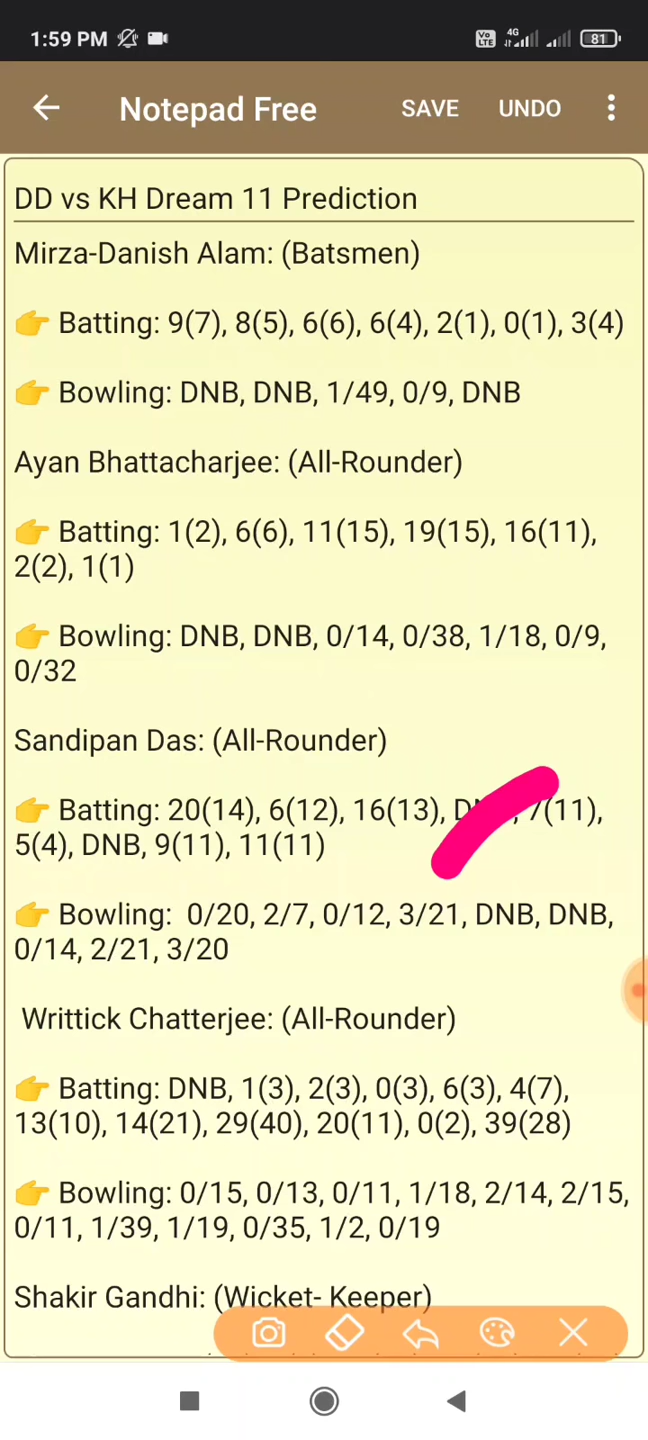 1:59 PM Vo LTE 4G 81
Notepad Free SAVE UNDO
DD vs KH Dream 11 Prediction
Mirza-Danish Alam: (Batsmen)
👉 Batting: 9(7), 8(5), 6(6), 6(4), 2(1), 0(1), 3(4)
👉 Bowling: DNB, DNB, 1/49, 0/9, DNB
Ayan Bhattacharjee: (All-Rounder)
👉 Batting: 1(2), 6(6), 11(15), 19(15), 16(11),
2(2), 1(1)
👉 Bowling: DNB, DNB, 0/14, 0/38, 1/18, 0/9,
0/32
Sandipan Das: (All-Rounder)
👉 Batting: 20(14), 6(12), 16(13), 7(11),
5(4), DNB, 9(11), 11(11)
👉 Bowling: 0/20, 2/7, 0/12, 3/21, DNB, DNB,
0/14, 2/21, 3/20
Writtick Chatterjee: (All-Rounder)
👉 Batting: DNB, 1(3), 2(3), 0(3), 6(3), 4(7),
13(10), 14(21), 29(40), 20(11), 0(2), 39(28)
👉 Bowling: 0/15, 0/13, 0/11, 1/18, 2/14, 2/15,
0/11, 1/39, 1/19, 0/35, 1/2, 0/19
Shakir Gandhi: (Wicket- Keeper)